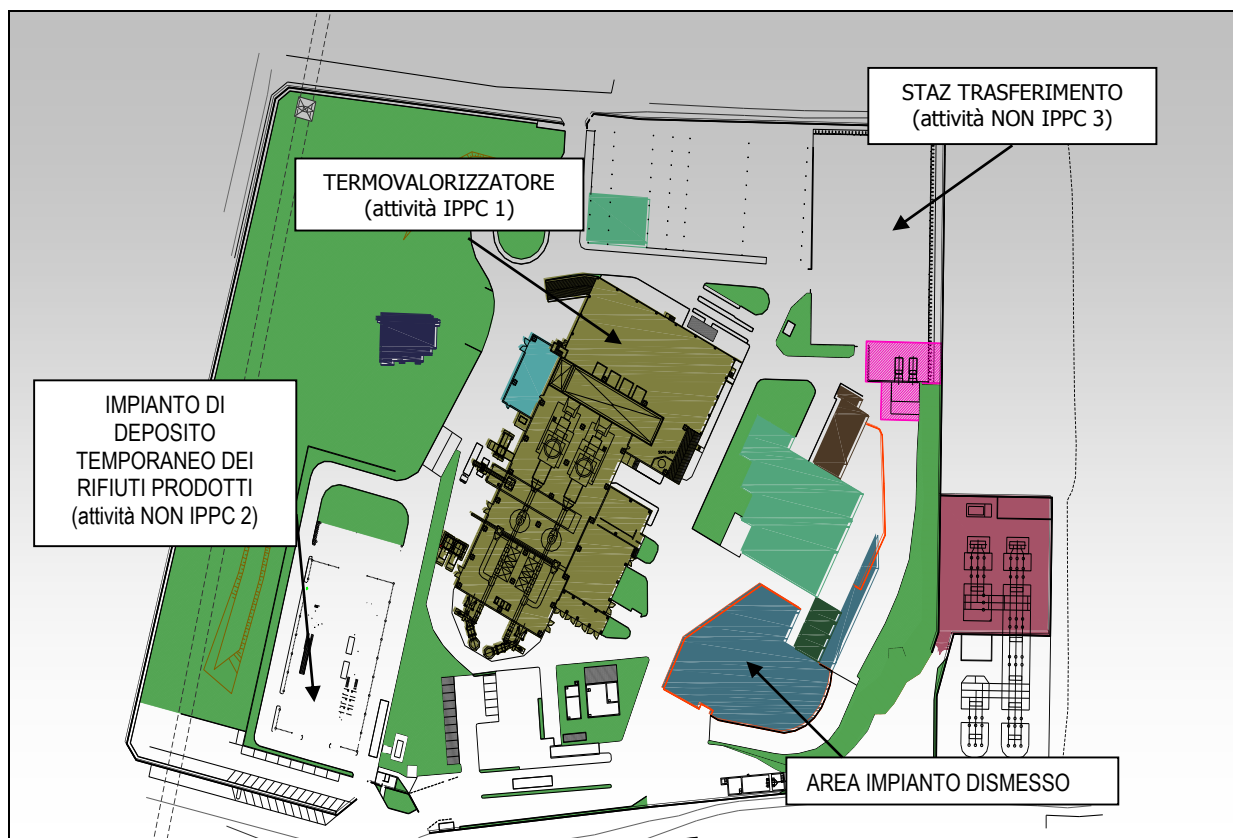 STAZ TRASFERIMENTO
(attività NON IPPC 3)
TERMOVALORIZZATORE
(attività IPPC 1)
IMPIANTO DI
DEPOSITO
TEMPORANEO DEI
RIFIUTI PRODOTTI
(attività NON IPPC 2)
AREA IMPIANTO DISMESSO